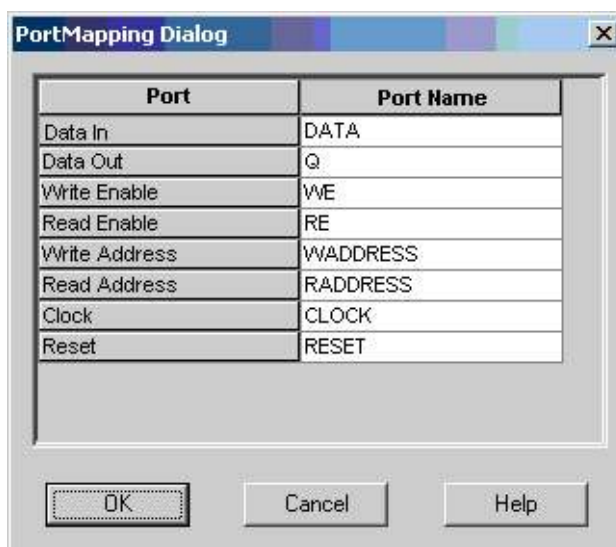 PortMapping Dialog
Port Port Name
Data In DATA
Data Out Q
Write Enable WE
Read Enable RE
Write Address WADDRESS
Read Address RADDRESS
Clock CLOCK
Reset RESET
OK Cancel Help